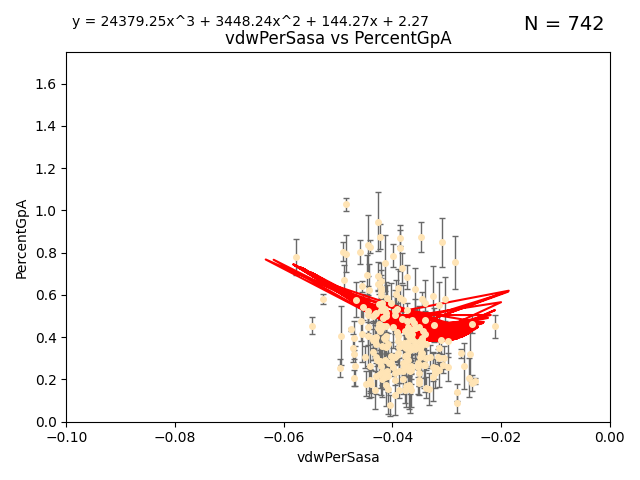 y = 24379.25x^3 + 3448.24x^2 + 144.27x + 2.27
N = 742
vdwPerSasa vs PercentGpA
1.6
1.4
1.2
1.0
0.8
0.6
0.4
0.2
0.0
PercentGpA
−0.10 −0.08 −0.06 −0.04 −0.02 0.00
vdwPerSasa